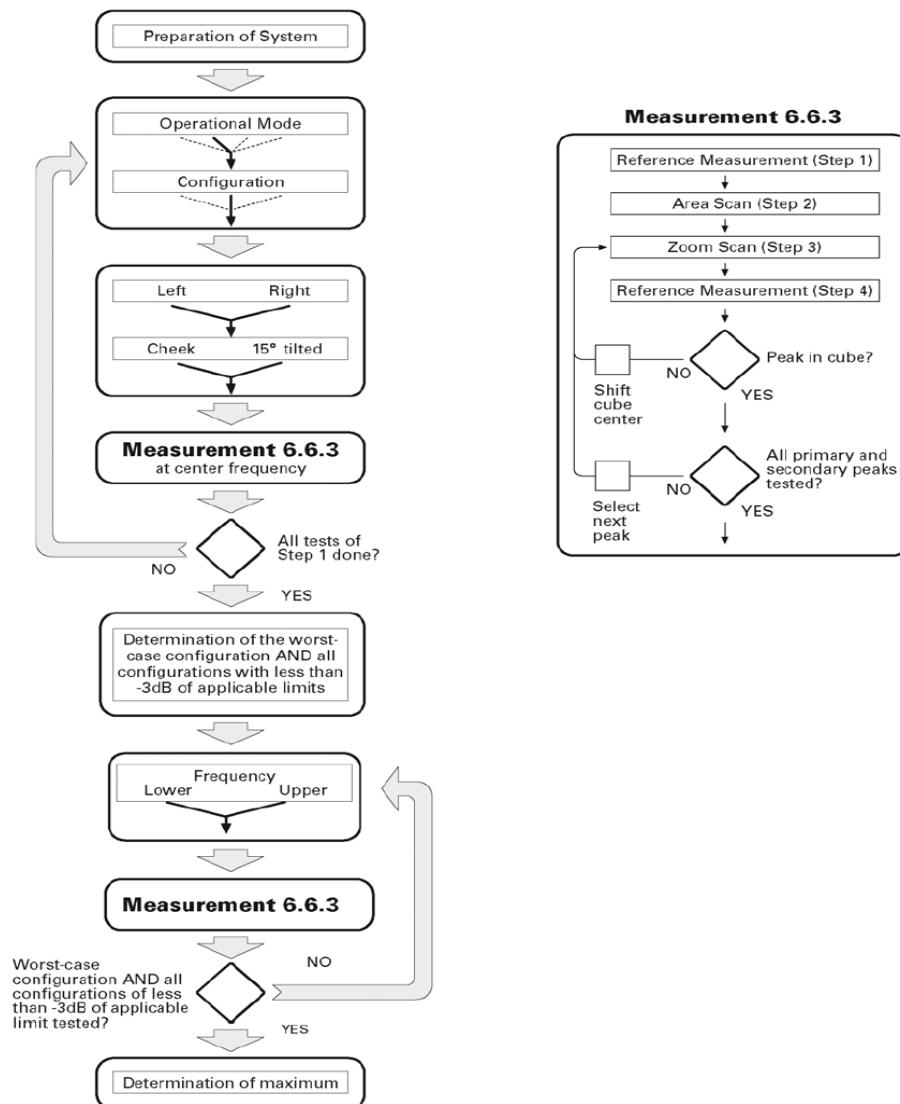 Preparation of System
Operational Mode
Configuration
Left Right
Cheek 15° tilted
Measurement 6.6.3
at center frequency
All tests of
Step 1 done?
NO
YES
Determination of the worst-
case configuration AND all
configurations with less than
-3dB of applicable limits
Frequency
Lower Upper
Measurement 6.6.3
Worst-case
configuration AND all
configurations of less
than -3dB of applicable
limit tested?
NO
YES
Determination of maximum
Measurement 6.6.3
Reference Measurement (Step 1)
Area Scan (Step 2)
Zoom Scan (Step 3)
Reference Measurement (Step 4)
Peak in cube?
NO
Shift
cube
center
YES
All primary and
secondary peaks
tested?
NO
Select
next
peak
YES